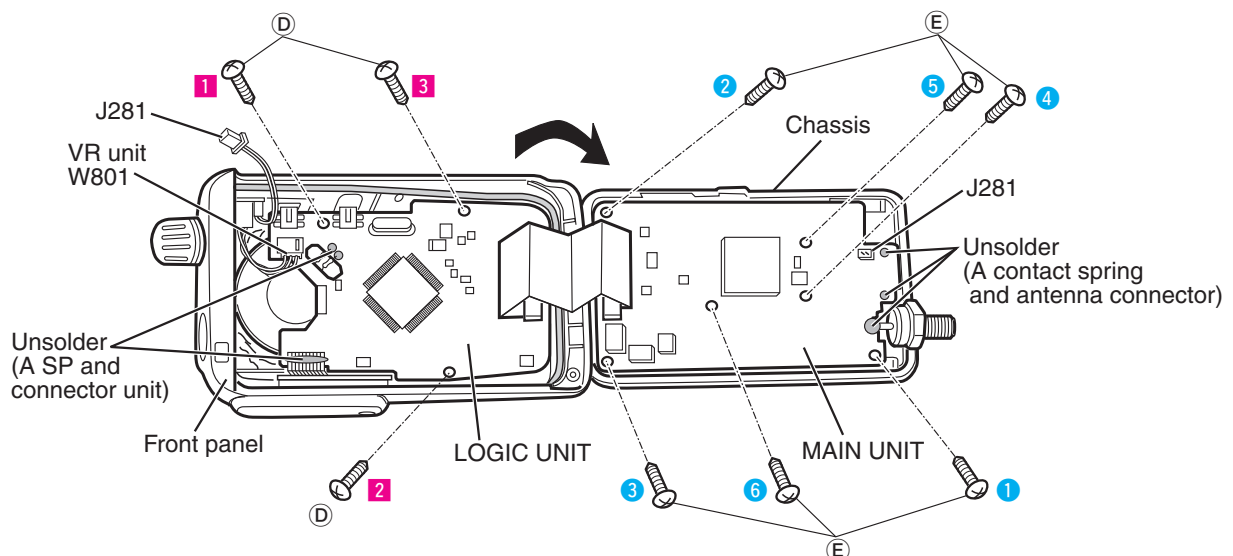 Ⓓ
Ⓔ
1
3
2
5
4
J281
VR unit
W801
Chassis
J281
Unsolder
(A contact spring
and antenna connector)
Unsolder
(A SP and
connector unit)
Front panel
LOGIC UNIT
MAIN UNIT
2
Ⓓ
3
6
1
Ⓔ